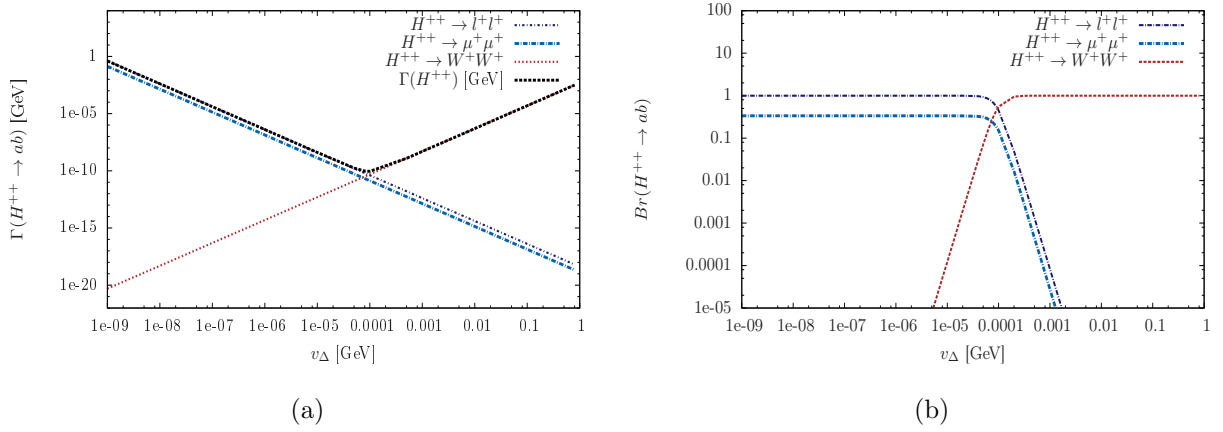 H⁺⁺ → l⁺l⁺
H⁺⁺ → μ⁺μ⁺
H⁺⁺ → W⁺W⁺
Γ(H⁺⁺) [GeV]
Γ(H⁺⁺ → ab) [GeV]
1
1e-05
1e-10
1e-15
1e-20
1e-09 1e-08 1e-07 1e-06 1e-05 0.0001 0.001 0.01 0.1 1
v_Δ [GeV]
(a)
H⁺⁺ → l⁺l⁺
H⁺⁺ → μ⁺μ⁺
H⁺⁺ → W⁺W⁺
Br(H⁺⁺ → ab)
100
10
1
0.1
0.01
0.001
0.0001
1e-05
1e-09 1e-08 1e-07 1e-06 1e-05 0.0001 0.001 0.01 0.1 1
v_Δ [GeV]
(b)